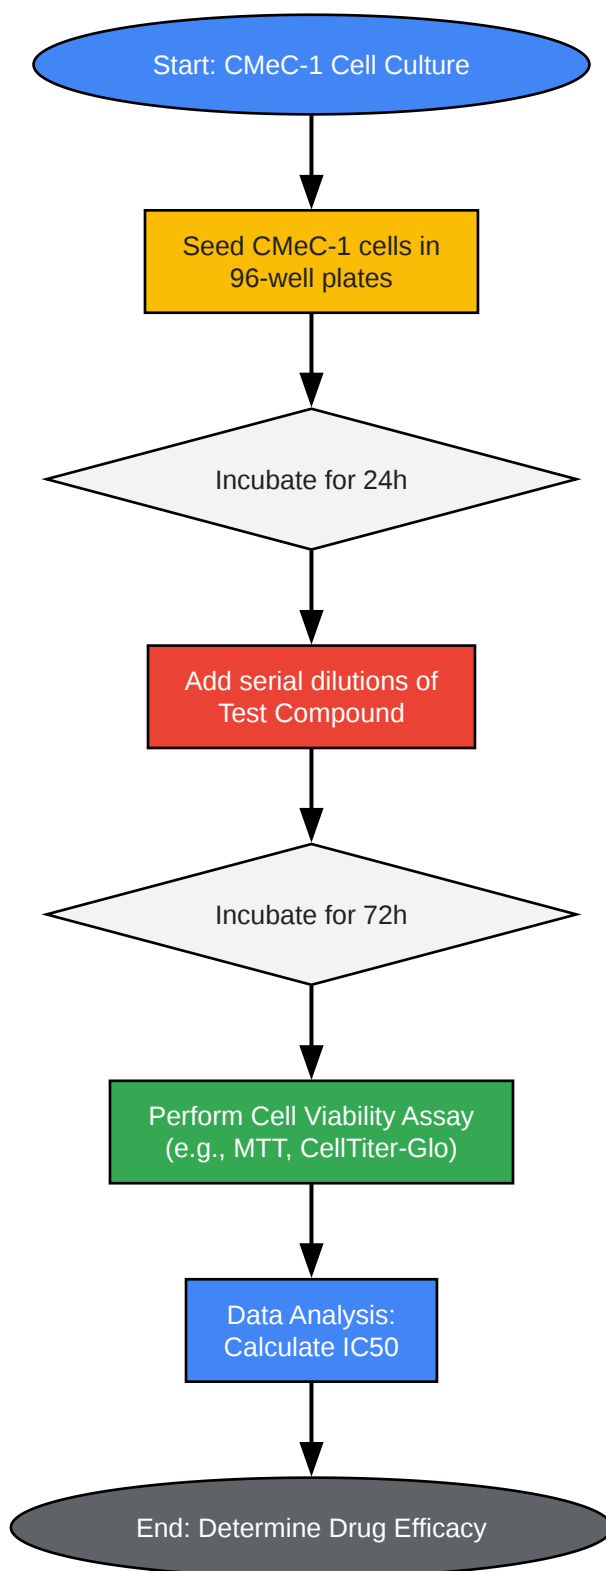 Start: CMeC-1 Cell Culture
Seed CMeC-1 cells in
96-well plates
Incubate for 24h
Add serial dilutions of
Test Compound
Incubate for 72h
Perform Cell Viability Assay
(e.g., MTT, CellTiter-Glo)
Data Analysis:
Calculate IC50
End: Determine Drug Efficacy